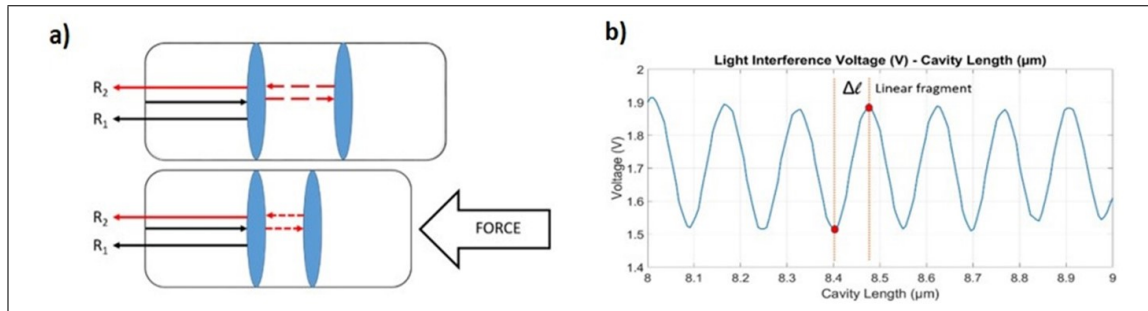 a)
R₂
R₁
R₂
R₁
FORCE
b)
Light Interference Voltage (V) - Cavity Length (µm)
Δℓ Linear fragment
Voltage (V)
2
1.9
1.8
1.7
1.6
1.5
1.4
8 8.1 8.2 8.3 8.4 8.5 8.6 8.7 8.8 8.9 9
Cavity Length (µm)